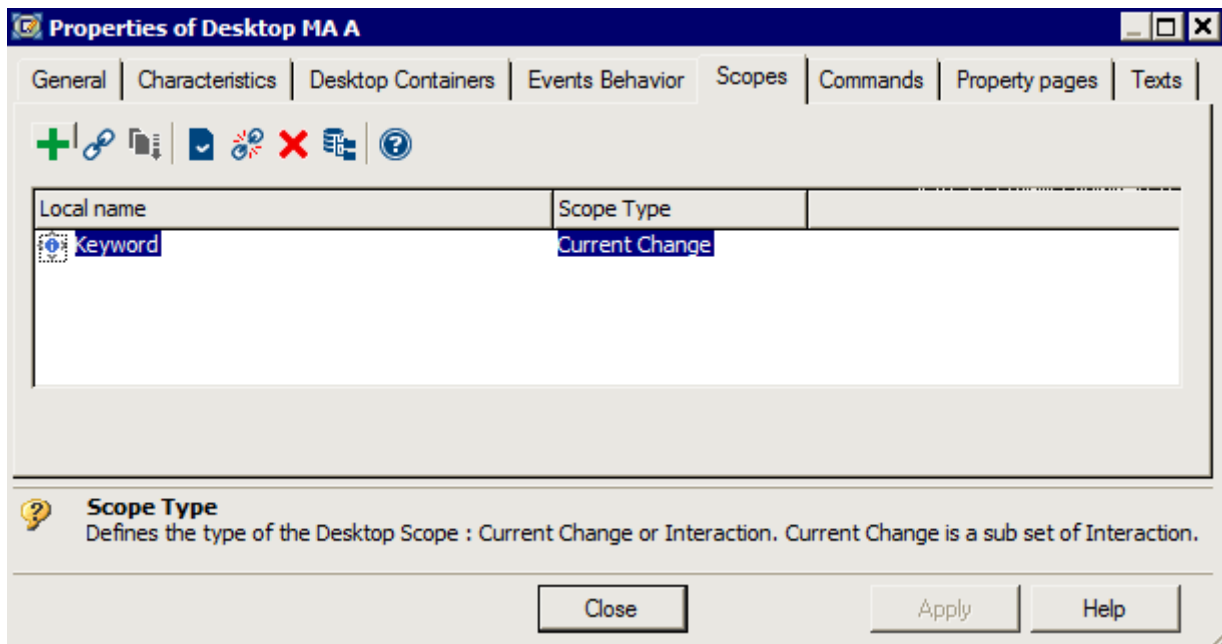 Properties of Desktop MA A
General Characteristics Desktop Containers Events Behavior Scopes Commands Property pages Texts
Local name Scope Type
Keyword Current Change
Scope Type
Defines the type of the Desktop Scope : Current Change or Interaction. Current Change is a sub set of Interaction.
Close Apply Help